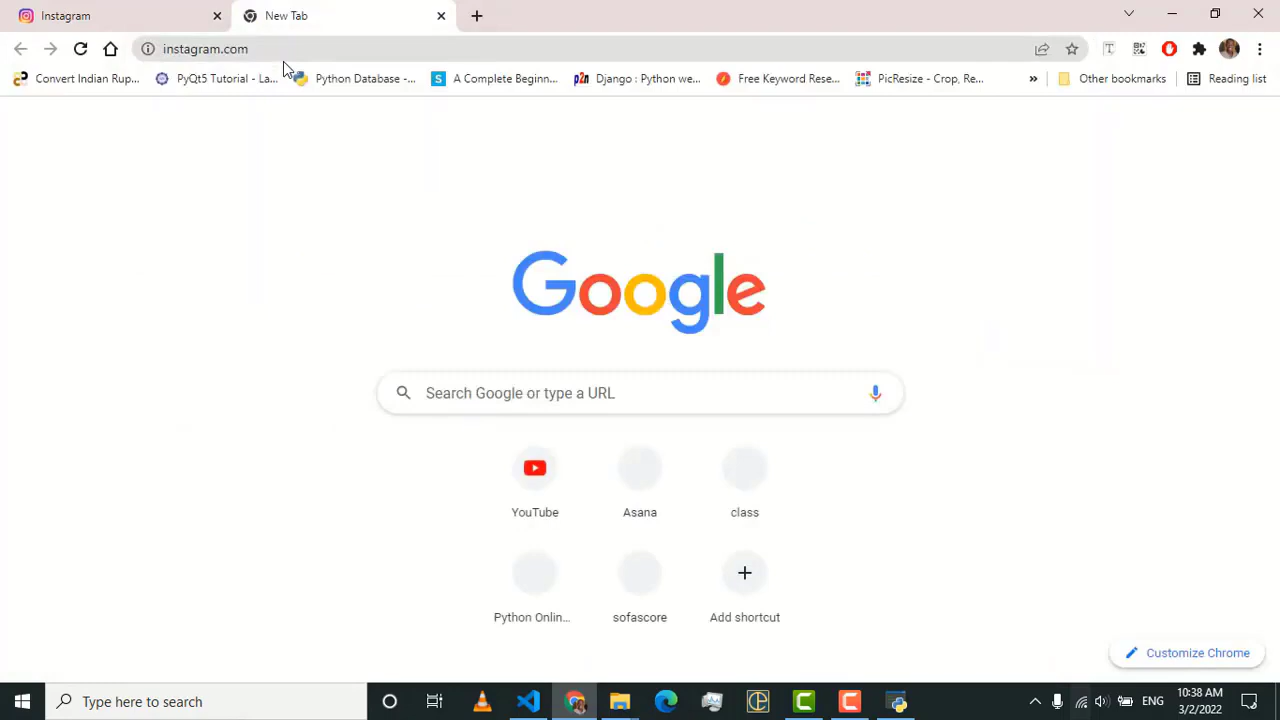 Instagram
New Tab
instagram.com
Convert Indian Rup...
PyQt5 Tutorial - La...
Python Database -...
S
A Complete Beginn...
p2n
Django : Python we...
Free Keyword Rese...
PicResize - Crop, Re...
»
Other bookmarks
Reading list
Google
Search Google or type a URL
YouTube
Asana
class
Python Onlin...
sofascore
Add shortcut
Customize Chrome
Type here to search
ENG
10:38 AM
3/2/2022